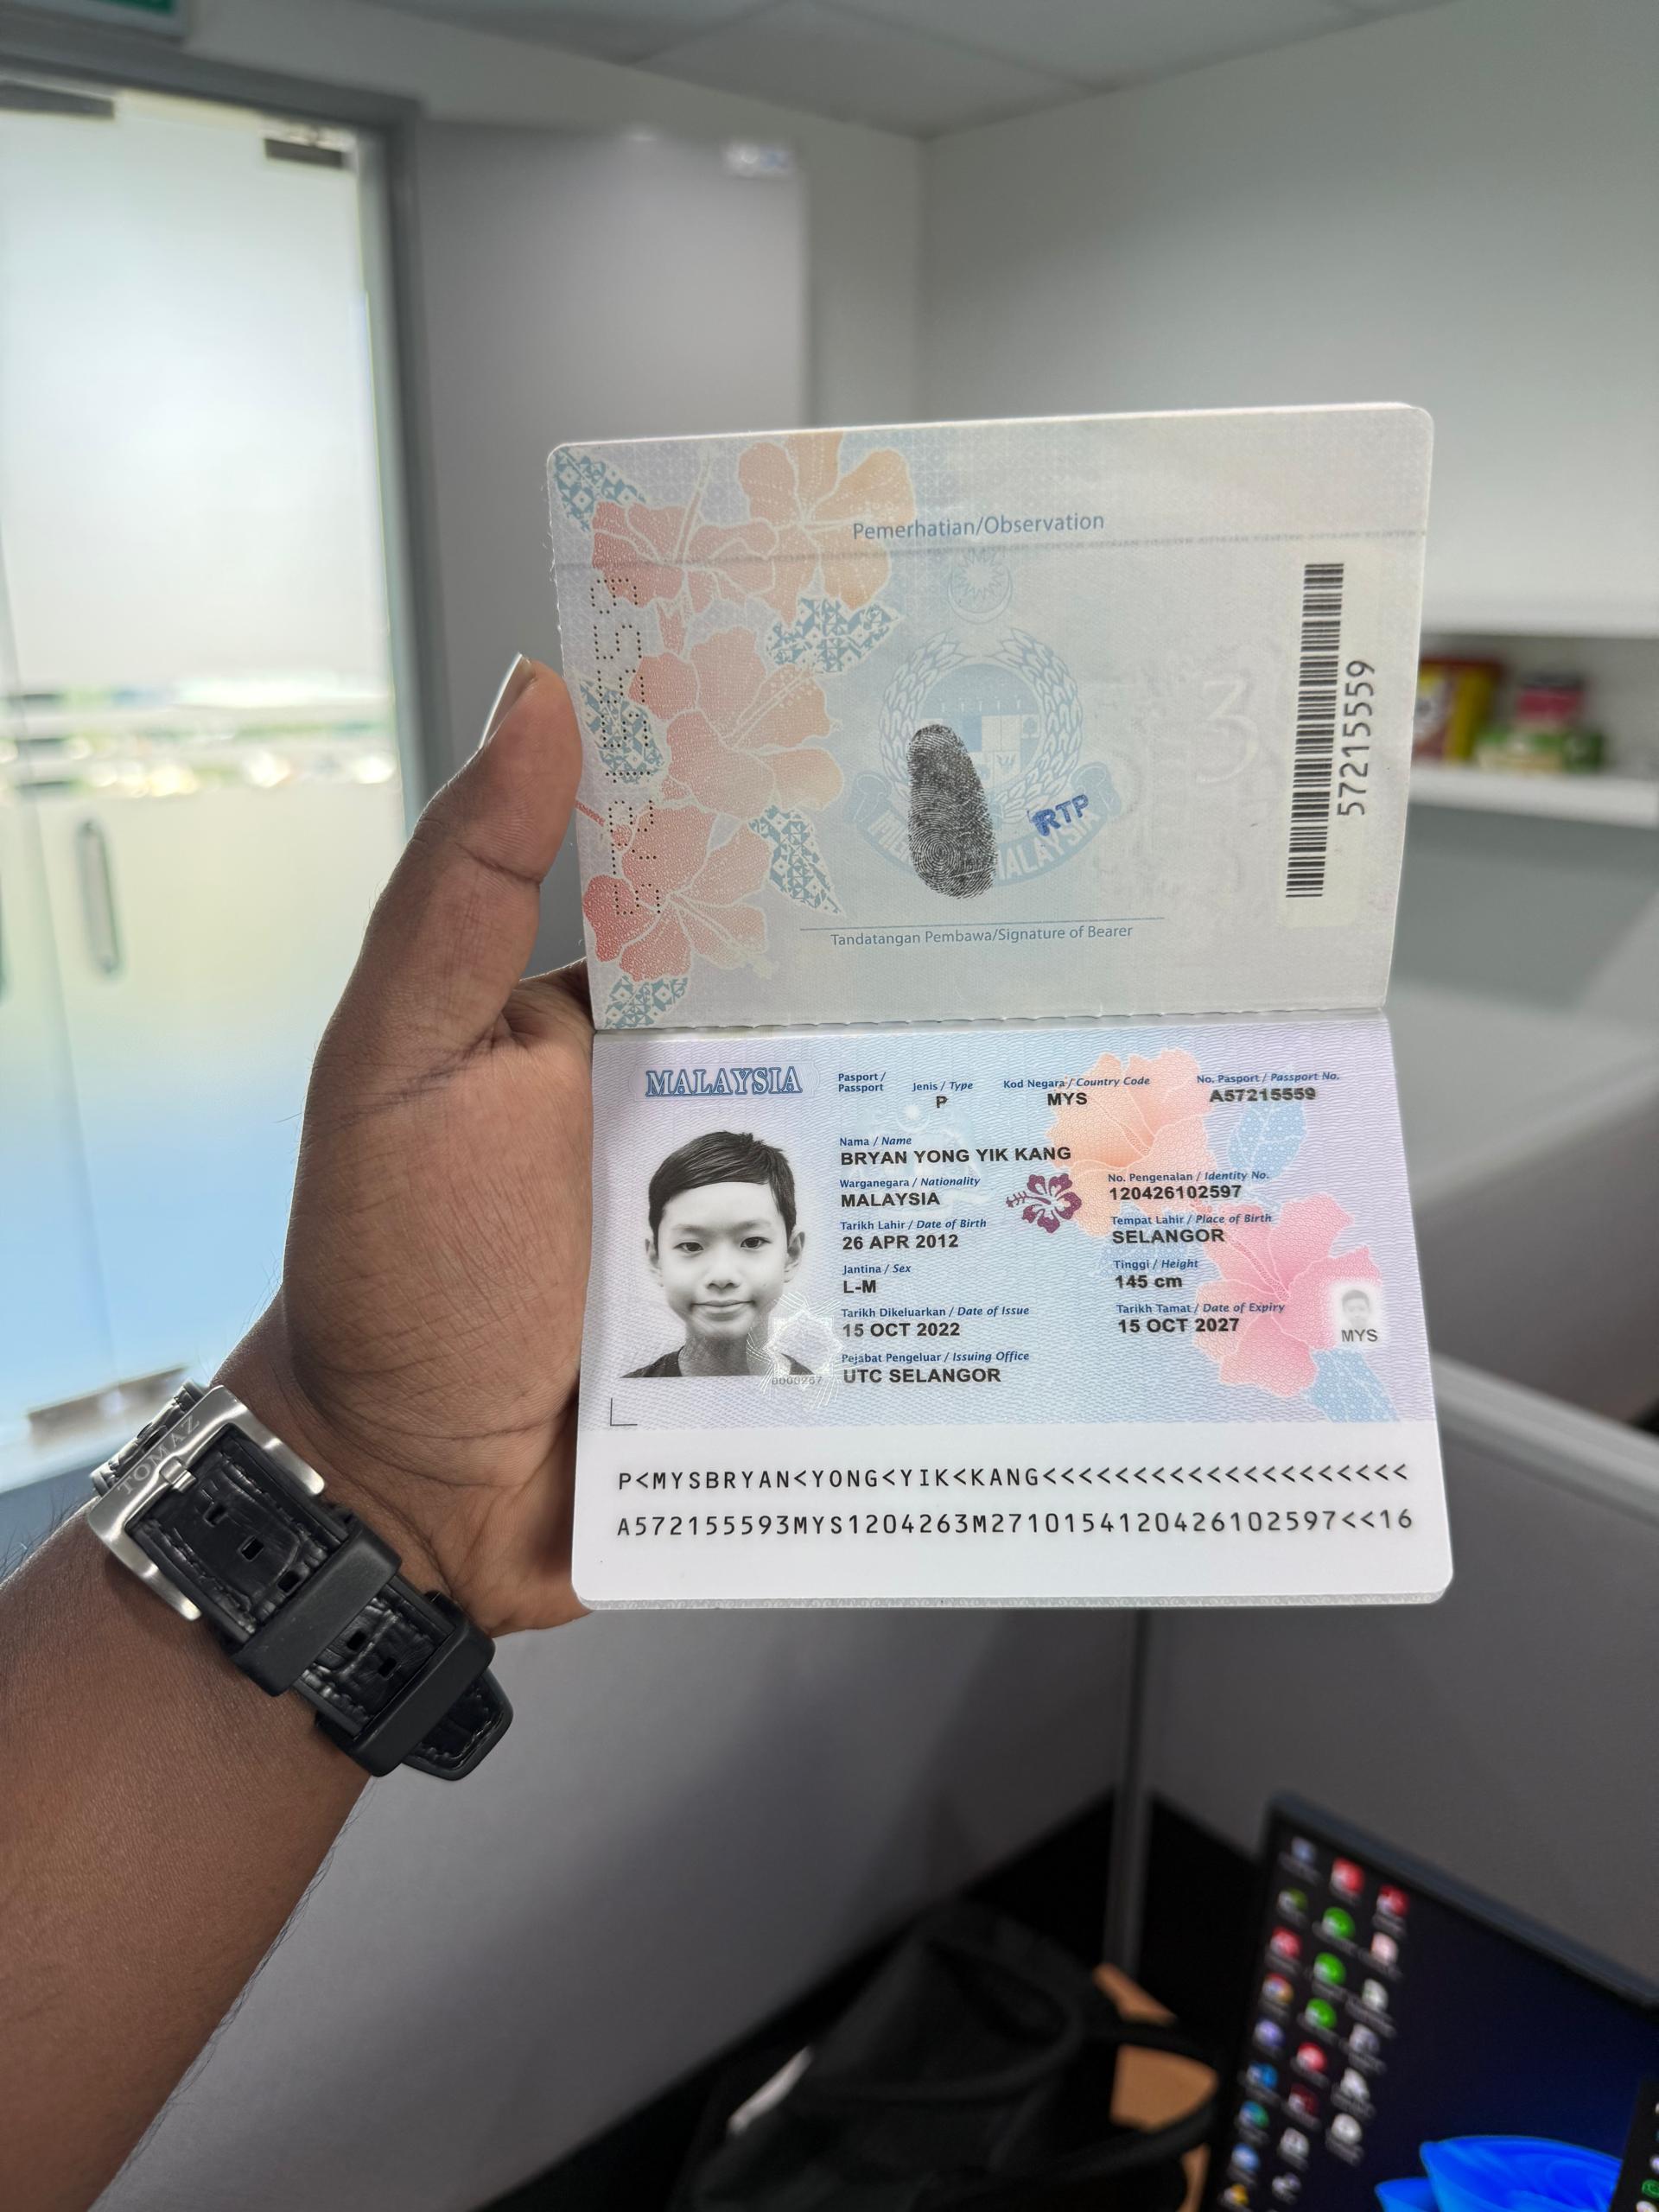 Pemerhatian/Observation
57215559
RTP
MALAYSIA
Tandatangan Pembawa/Signature of Bearer
MALAYSIA
Pasport / Passport
Jenis / Type
P
Kod Negara / Country Code
MYS
No. Pasport / Passport No.
A57215559
Nama / Name
BRYAN YONG YIK KANG
Warganegara / Nationality
MALAYSIA
No. Pengenalan / Identity No.
120426102597
Tarikh Lahir / Date of Birth
26 APR 2012
Tempat Lahir / Place of Birth
SELANGOR
Jantina / Sex
L-M
Tinggi / Height
145 cm
Tarikh Dikeluarkan / Date of Issue
15 OCT 2022
Tarikh Tamat / Date of Expiry
15 OCT 2027
MYS
Pejabat Pengeluar / Issuing Office
UTC SELANGOR
P<MYSBRYAN<YONG<YIK<KANG<<<<<<<<<<<<<<<<<<<<
A572155593MYS1204263M2710154120426102597<<16
TOMAZ